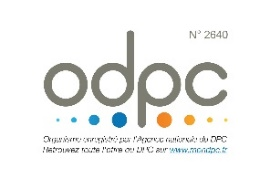 N° 2640
odpc
Organisme enregistré par l'Agence nationale du DPC
Retrouvez toute l'offre du DPC sur www.mondpc.fr